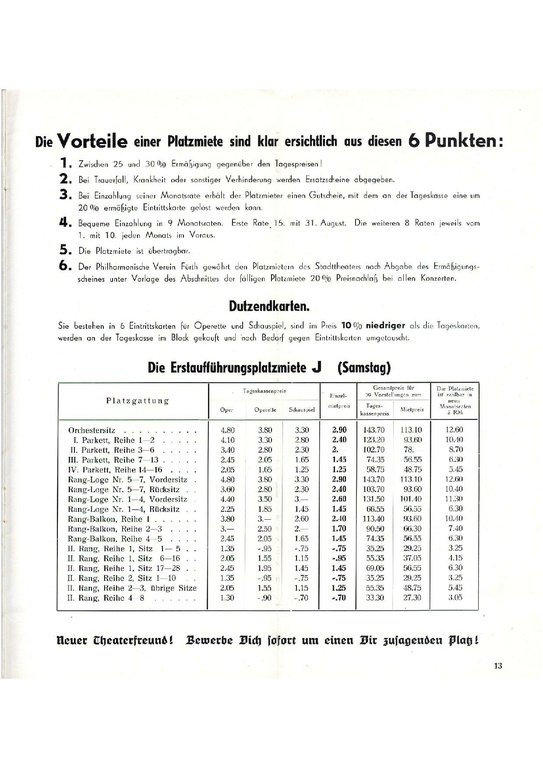 Die Vorteile einer Platzmiete sind klar ersichtlich aus diesen 6 Punkten:
1. Zwischen 25 und 30 % Ermäßigung gegenüber den Tagespreisen!
2. Bei Trauerfall, Krankheit oder sonstiger Verhinderung werden Ersatzscheine abgegeben.
3. Bei Einzahlung seiner Monatsrate erhält der Platzmieter einen Gutschein, mit dem an der Tageskasse eine um
20 % ermäßigte Eintrittskarte gelöst werden kann.
4. Bequeme Einzahlung in 9 Monatsraten. Erste Rate 15. mit 31. August. Die weiteren 8 Raten jeweils vom
1. mit 10. jeden Monats im Voraus.
5. Die Platzmiete ist übertragbar.
6. Der Philharmonische Verein Fürth gewährt den Platzmietern des Stadttheaters nach Abgabe des Ermäßigungs-
scheines unter Vorlage des Abschnittes der fälligen Platzmiete 20 % Preisnachlaß bei allen Konzerten.
Dutzendkarten.
Sie bestehen in 6 Eintrittskarten für Operette und Schauspiel, sind im Preis 10 % niedriger als die Tageskarten,
werden an der Tageskasse im Block gekauft und nach Bedarf gegen Eintrittskarten umgetauscht.
Die Erstaufführungsplatzmiete J (Samstag)
Platzgattung Tageskassenpreis Einzel-mietpreis Gesamtpreis für Vorstellungen Die Platzmiete ist zahlbar in neun Monatsraten
Oper Operette Schauspiel Tages-kassenpreis Mietpreis
Orchestersitz . . . . . . . . . . 4.80 3.80 3.30 2.90 143.70 113.10 12.60
I. Parkett, Reihe 1—2 . . . . . 4.10 3.30 2.80 2.40 123.20 93.60 10.40
II. Parkett, Reihe 3—6 . . . . . 3.40 2.80 2.30 2. 102.70 78. 8.70
III. Parkett, Reihe 7—13 . . . . . 2.45 2.05 1.65 1.45 74.35 56.55 6.30
IV. Parkett, Reihe 14—16 . . . . 2.05 1.65 1.25 1.25 58.75 48.75 5.45
Rang-Loge Nr. 5—7, Vordersitz . 4.80 3.80 3.30 2.90 143.70 113.10 12.60
Rang-Loge Nr. 5—7, Rücksitz . . 3.60 2.80 2.30 2.40 103.70 93.60 10.40
Rang-Loge Nr. 1—4, Vordersitz . 4.40 3.50 3.— 2.60 131.50 101.40 11.30
Rang-Loge Nr. 1—4, Rücksitz . . 2.25 1.85 1.45 1.45 66.55 56.55 6.30
Rang-Balkon, Reihe 1 . . . . . . 3.80 3.— 2.60 2.40 113.40 93.60 10.40
Rang-Balkon, Reihe 2—3 . . . . 3.— 2.50 2.— 1.70 90.50 66.30 7.40
Rang-Balkon, Reihe 4—5 . . . . 2.45 2.05 1.65 1.45 74.35 56.55 6.30
II. Rang, Reihe 1, Sitz 1— 5 . . 1.35 -.95 -.75 -.75 35.25 29.25 3.25
II. Rang, Reihe 1, Sitz 6—16 . . 2.05 1.55 1.15 -.95 55.35 37.05 4.15
II. Rang, Reihe 1, Sitz 17—28 . . 2.45 1.95 1.45 1.45 69.05 56.55 6.30
II. Rang, Reihe 2, Sitz 1—10 . . 1.35 -.95 -.75 -.75 35.25 29.25 3.25
II. Rang, Reihe 2—3, übrige Sitze 2.05 1.55 1.15 1.25 55.35 48.75 5.45
II. Rang, Reihe 4—8 . . . . . . 1.30 -.90 -.70 -.70 33.30 27.30 3.05
Neuer Theaterfreund! Bewerbe Dich sofort um einen Dir zusagenden Platz!
13